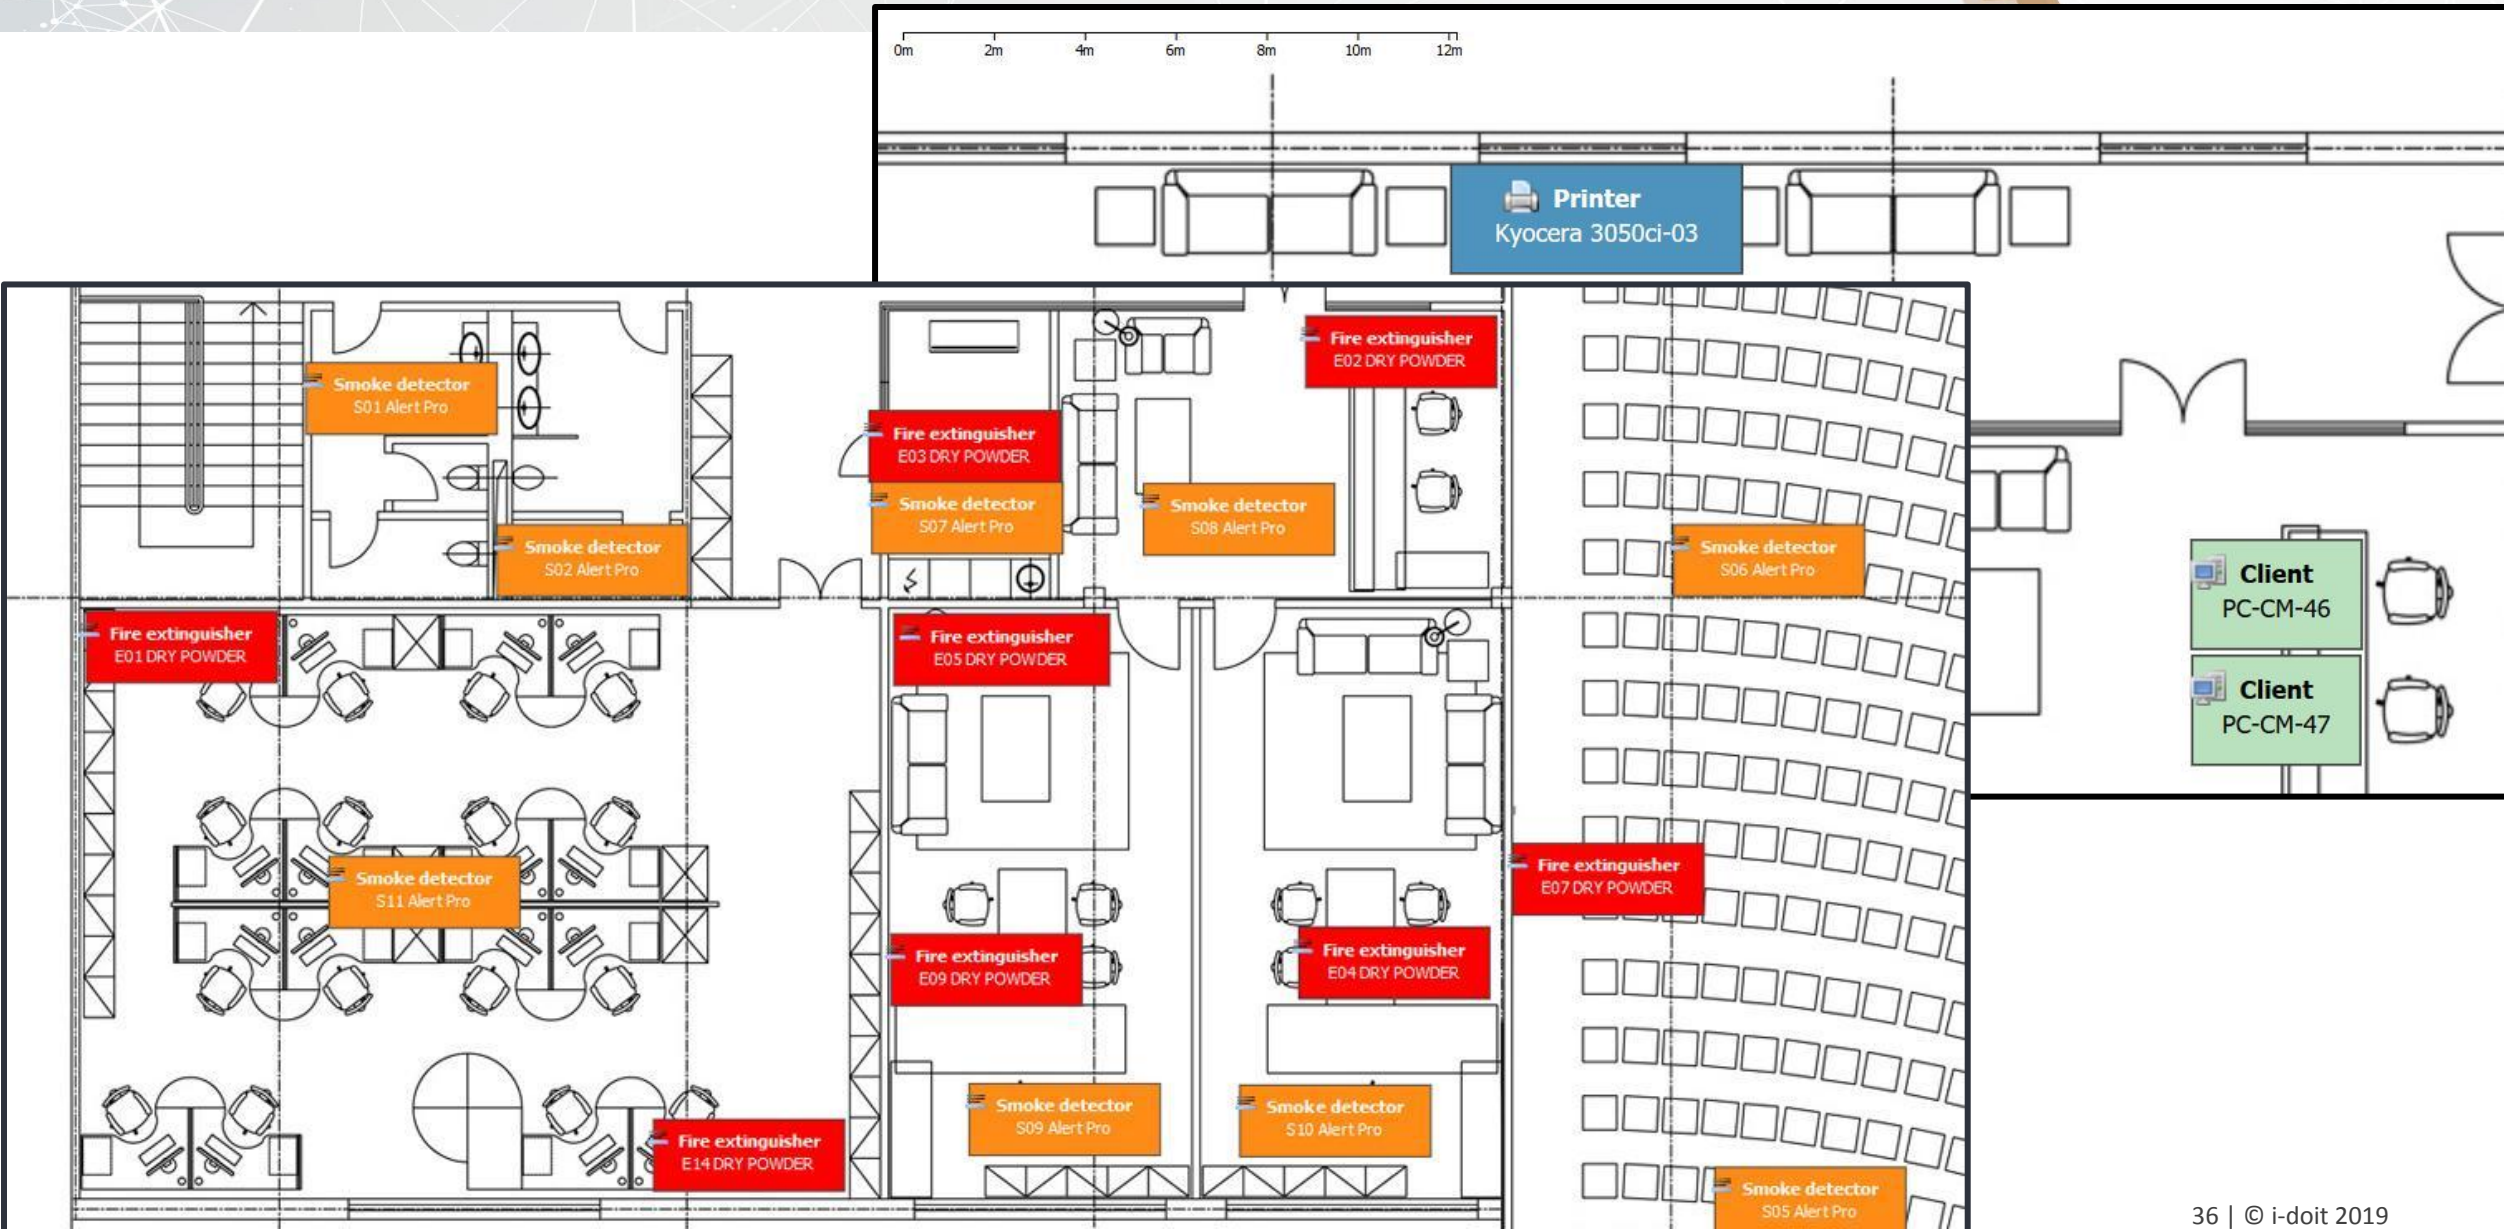 0m 2m 4m 6m 8m 10m 12m
Printer
Kyocera 3050ci-03
Fire extinguisher
E02 DRY POWDER
Smoke detector
S01 Alert Pro
Fire extinguisher
E03 DRY POWDER
Smoke detector
S07 Alert Pro
Smoke detector
S08 Alert Pro
Smoke detector
S02 Alert Pro
Smoke detector
S06 Alert Pro
Client
PC-CM-46
Fire extinguisher
E01 DRY POWDER
Fire extinguisher
E05 DRY POWDER
Client
PC-CM-47
Smoke detector
S11 Alert Pro
Fire extinguisher
E07 DRY POWDER
Fire extinguisher
E09 DRY POWDER
Fire extinguisher
E04 DRY POWDER
Smoke detector
S09 Alert Pro
Smoke detector
S10 Alert Pro
Fire extinguisher
E14 DRY POWDER
Smoke detector
S05 Alert Pro
36 | © i-doit 2019